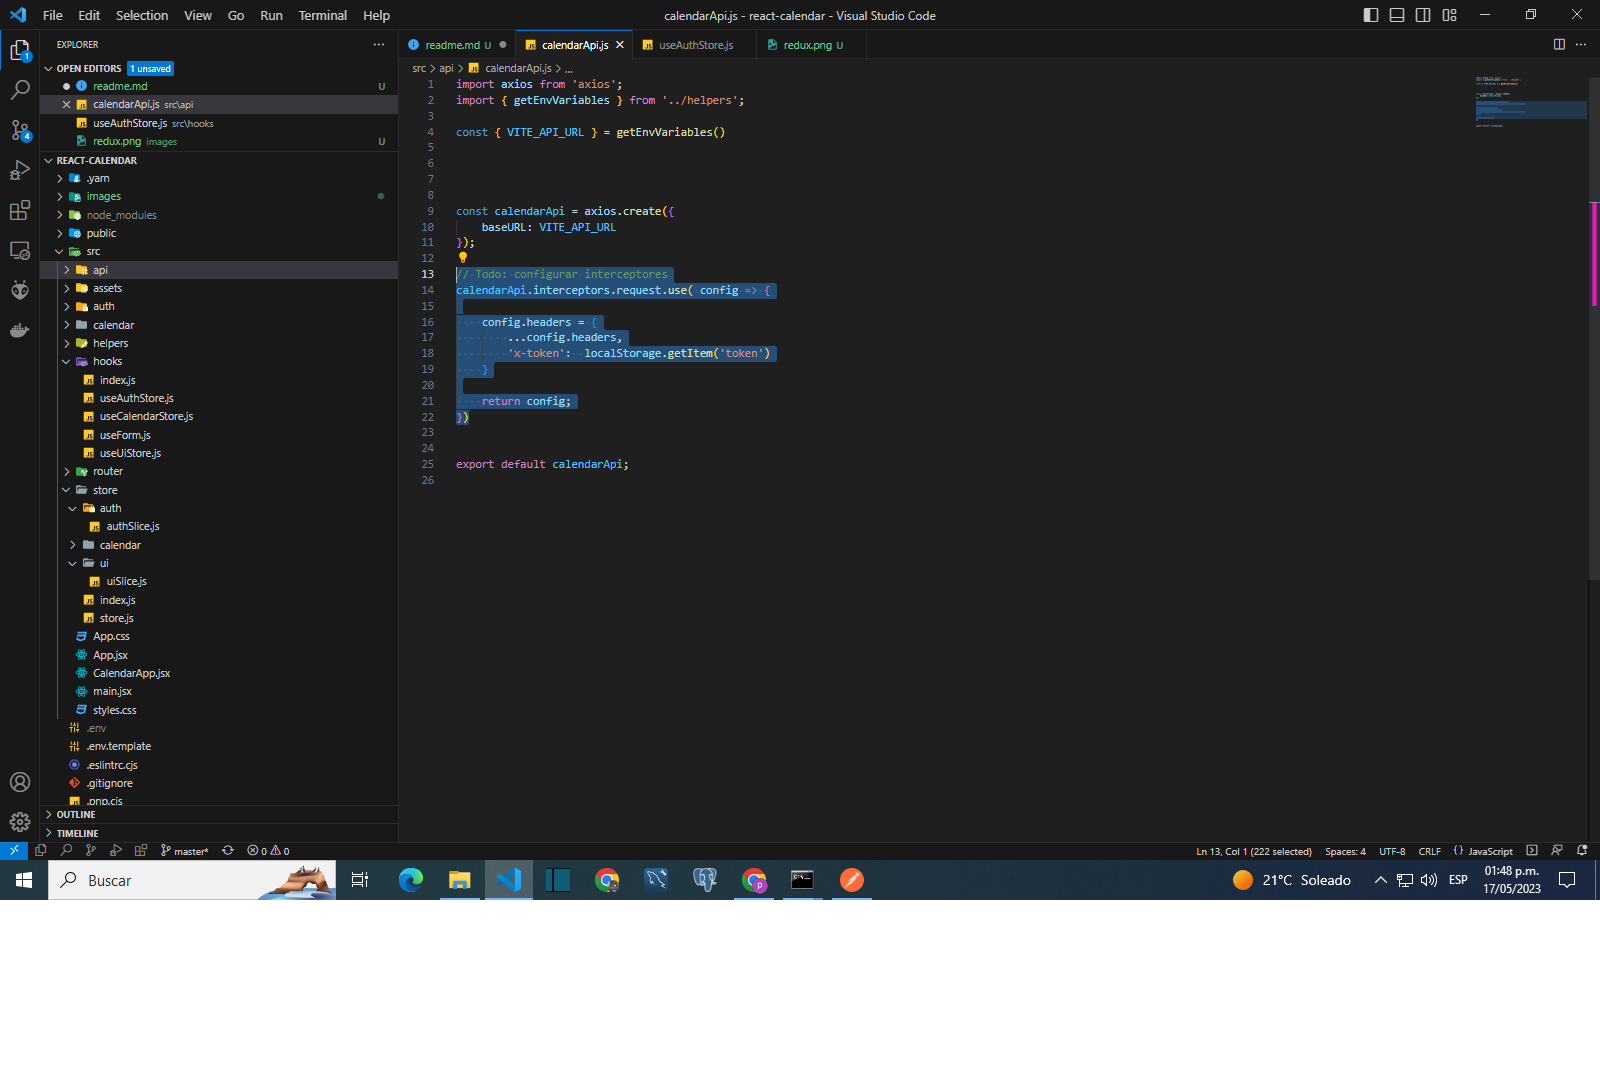 File Edit Selection View Go Run Terminal Help
calendarApi.js - react-calendar - Visual Studio Code
EXPLORER
OPEN EDITORS 1 unsaved
readme.md U
calendarApi.js src\api
useAuthStore.js src\hooks
redux.png images U
REACT-CALENDAR
.yarn
images
node_modules
public
src
api
assets
auth
calendar
helpers
hooks
index.js
useAuthStore.js
useCalendarStore.js
useForm.js
useUiStore.js
router
store
auth
authSlice.js
calendar
ui
uiSlice.js
index.js
store.js
App.css
App.jsx
CalendarApp.jsx
main.jsx
styles.css
.env
.env.template
.eslintrc.cjs
.gitignore
.pnp.cjs
OUTLINE
TIMELINE
readme.md U calendarApi.js useAuthStore.js redux.png U
src > api > calendarApi.js > ...
1 import axios from 'axios';
2 import { getEnvVariables } from '../helpers';
3
4 const { VITE_API_URL } = getEnvVariables()
5
6
7
8
9 const calendarApi = axios.create({
10 baseURL: VITE_API_URL
11 });
12
13 // Todo: configurar interceptores
14 calendarApi.interceptors.request.use( config => {
15
16 config.headers = {
17 ...config.headers,
18 'x-token': localStorage.getItem('token')
19 }
20
21 return config;
22 })
23
24
25 export default calendarApi;
26
master* 0 0
Ln 13, Col 1 (222 selected) Spaces: 4 UTF-8 CRLF JavaScript
Buscar
21°C Soleado
ESP
01:48 p.m.
17/05/2023